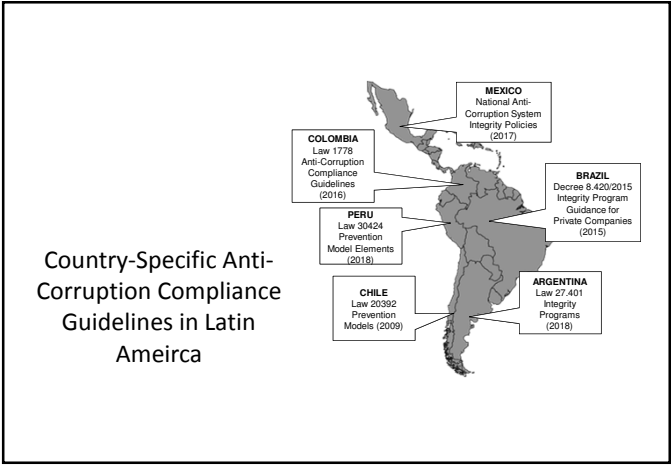 Country-Specific Anti-
Corruption Compliance
Guidelines in Latin
Ameirca
MEXICO
National Anti-
Corruption System
Integrity Policies
(2017)
COLOMBIA
Law 1778
Anti-Corruption
Compliance
Guidelines
(2016)
BRAZIL
Decree 8.420/2015
Integrity Program
Guidance for
Private Companies
(2015)
PERU
Law 30424
Prevention
Model Elements
(2018)
CHILE
Law 20392
Prevention
Models (2009)
ARGENTINA
Law 27.401
Integrity
Programs
(2018)